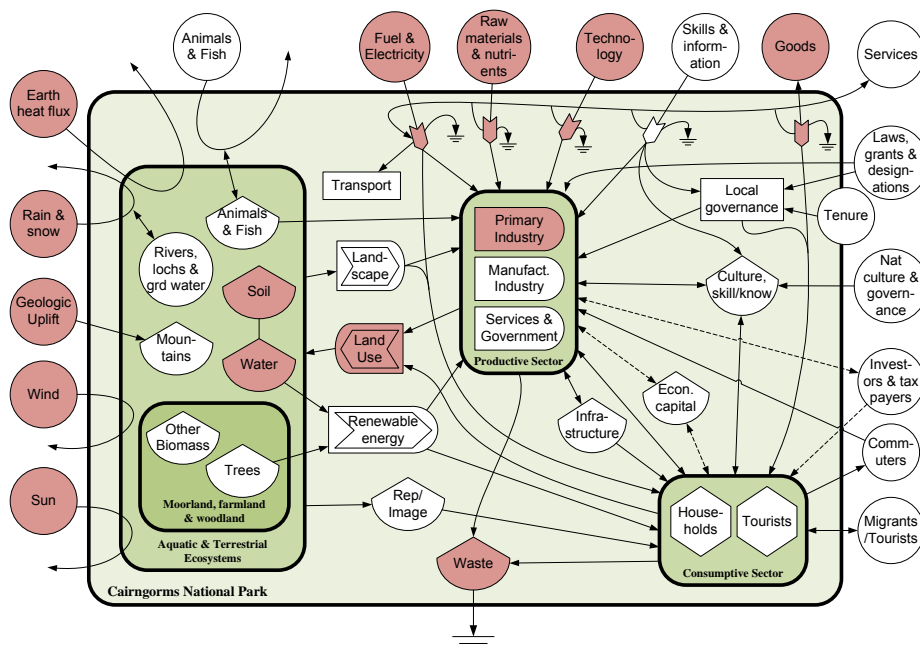 Animals
& Fish
Fuel &
Electricity
Raw
materials
& nutri-
ents
Techno-
logy
Skills &
inform-
ation
Goods
Services
Earth
heat flux
Rain &
snow
Geologic
Uplift
Wind
Sun
Laws,
grants &
design-
ations
Tenure
Nat
culture &
govern-
ance
Invest-
ors & tax
payers
Comm-
uters
Migrants
/Tourists
Transport
Local
governance
Animals
& Fish
Rivers,
lochs &
grd water
Soil
Moun-
tains
Water
Other
Biomass
Trees
Moorland, farmland
& woodland
Aquatic & Terrestrial
Ecosystems
Land-
scape
Land
Use
Renewable
energy
Rep/
Image
Primary
Industry
Manufact.
Industry
Services &
Government
Productive Sector
Culture,
skill/know
Econ.
capital
Infra-
structure
House-
holds
Tourists
Consumptive Sector
Waste
Cairngorms National Park